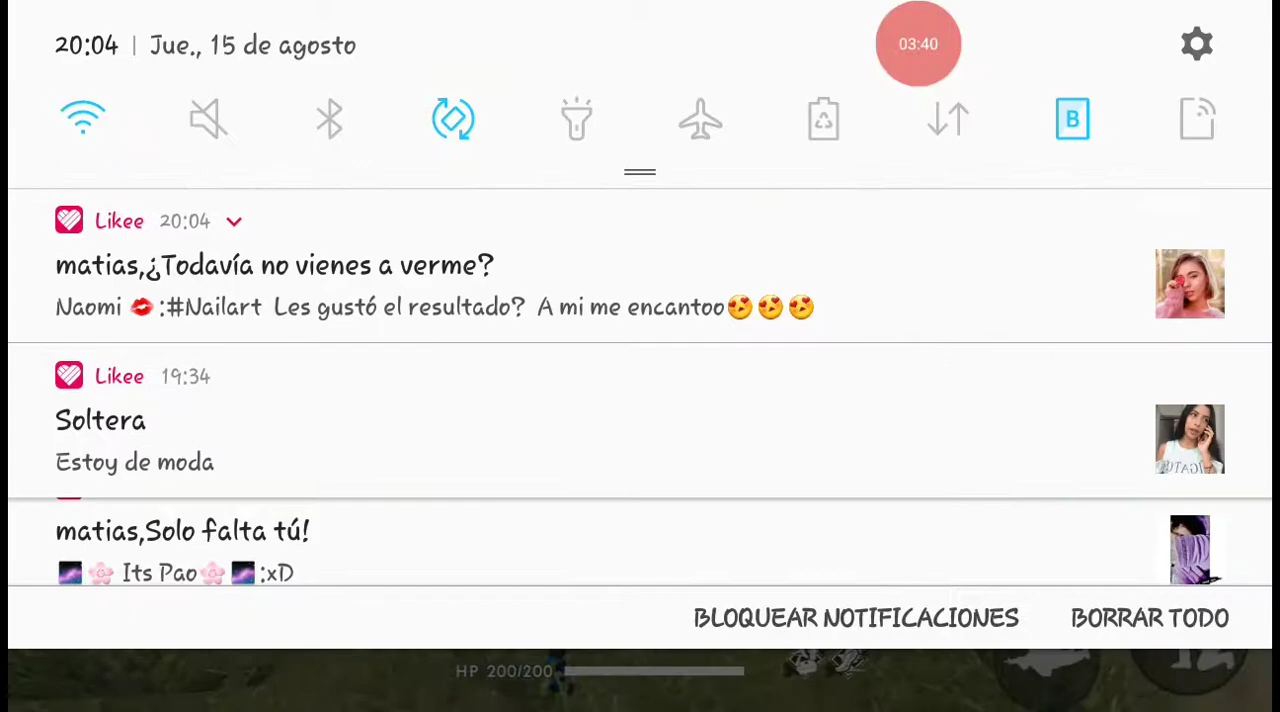 20:04 | Jue., 15 de agosto
03:40
B
Likee 20:04
matias,¿Todavía no vienes a verme?
Naomi 💋:#Nailart Les gustó el resultado? A mi me encantoo😍😍😍
Likee 19:34
Soltera
Estoy de moda
matias,Solo falta tú!
🌌🌸 Its Pao🌸🌌:xD
BLOQUEAR NOTIFICACIONES BORRAR TODO
HP 200/200